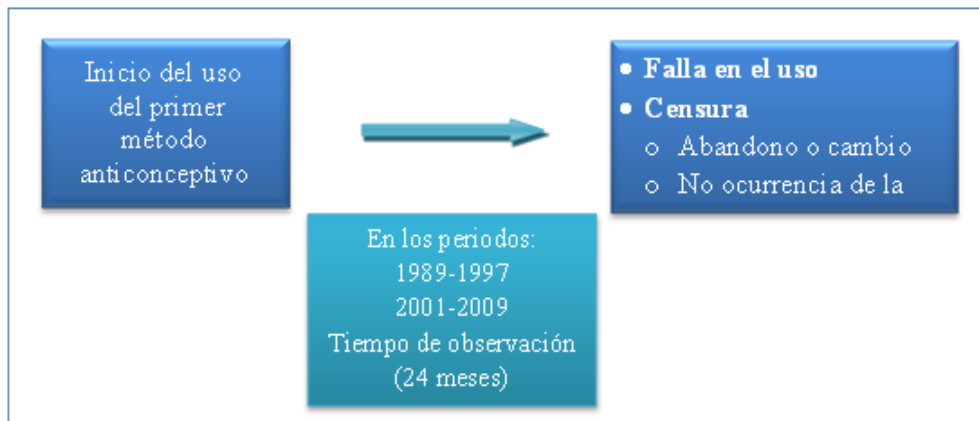 Inicio del uso
del primer
método
anticonceptivo
• Falla en el uso
• Censura
o Abandono o cambio
o No ocurrencia de la
En los periodos:
1989-1997
2001-2009
Tiempo de observación
(24 meses)